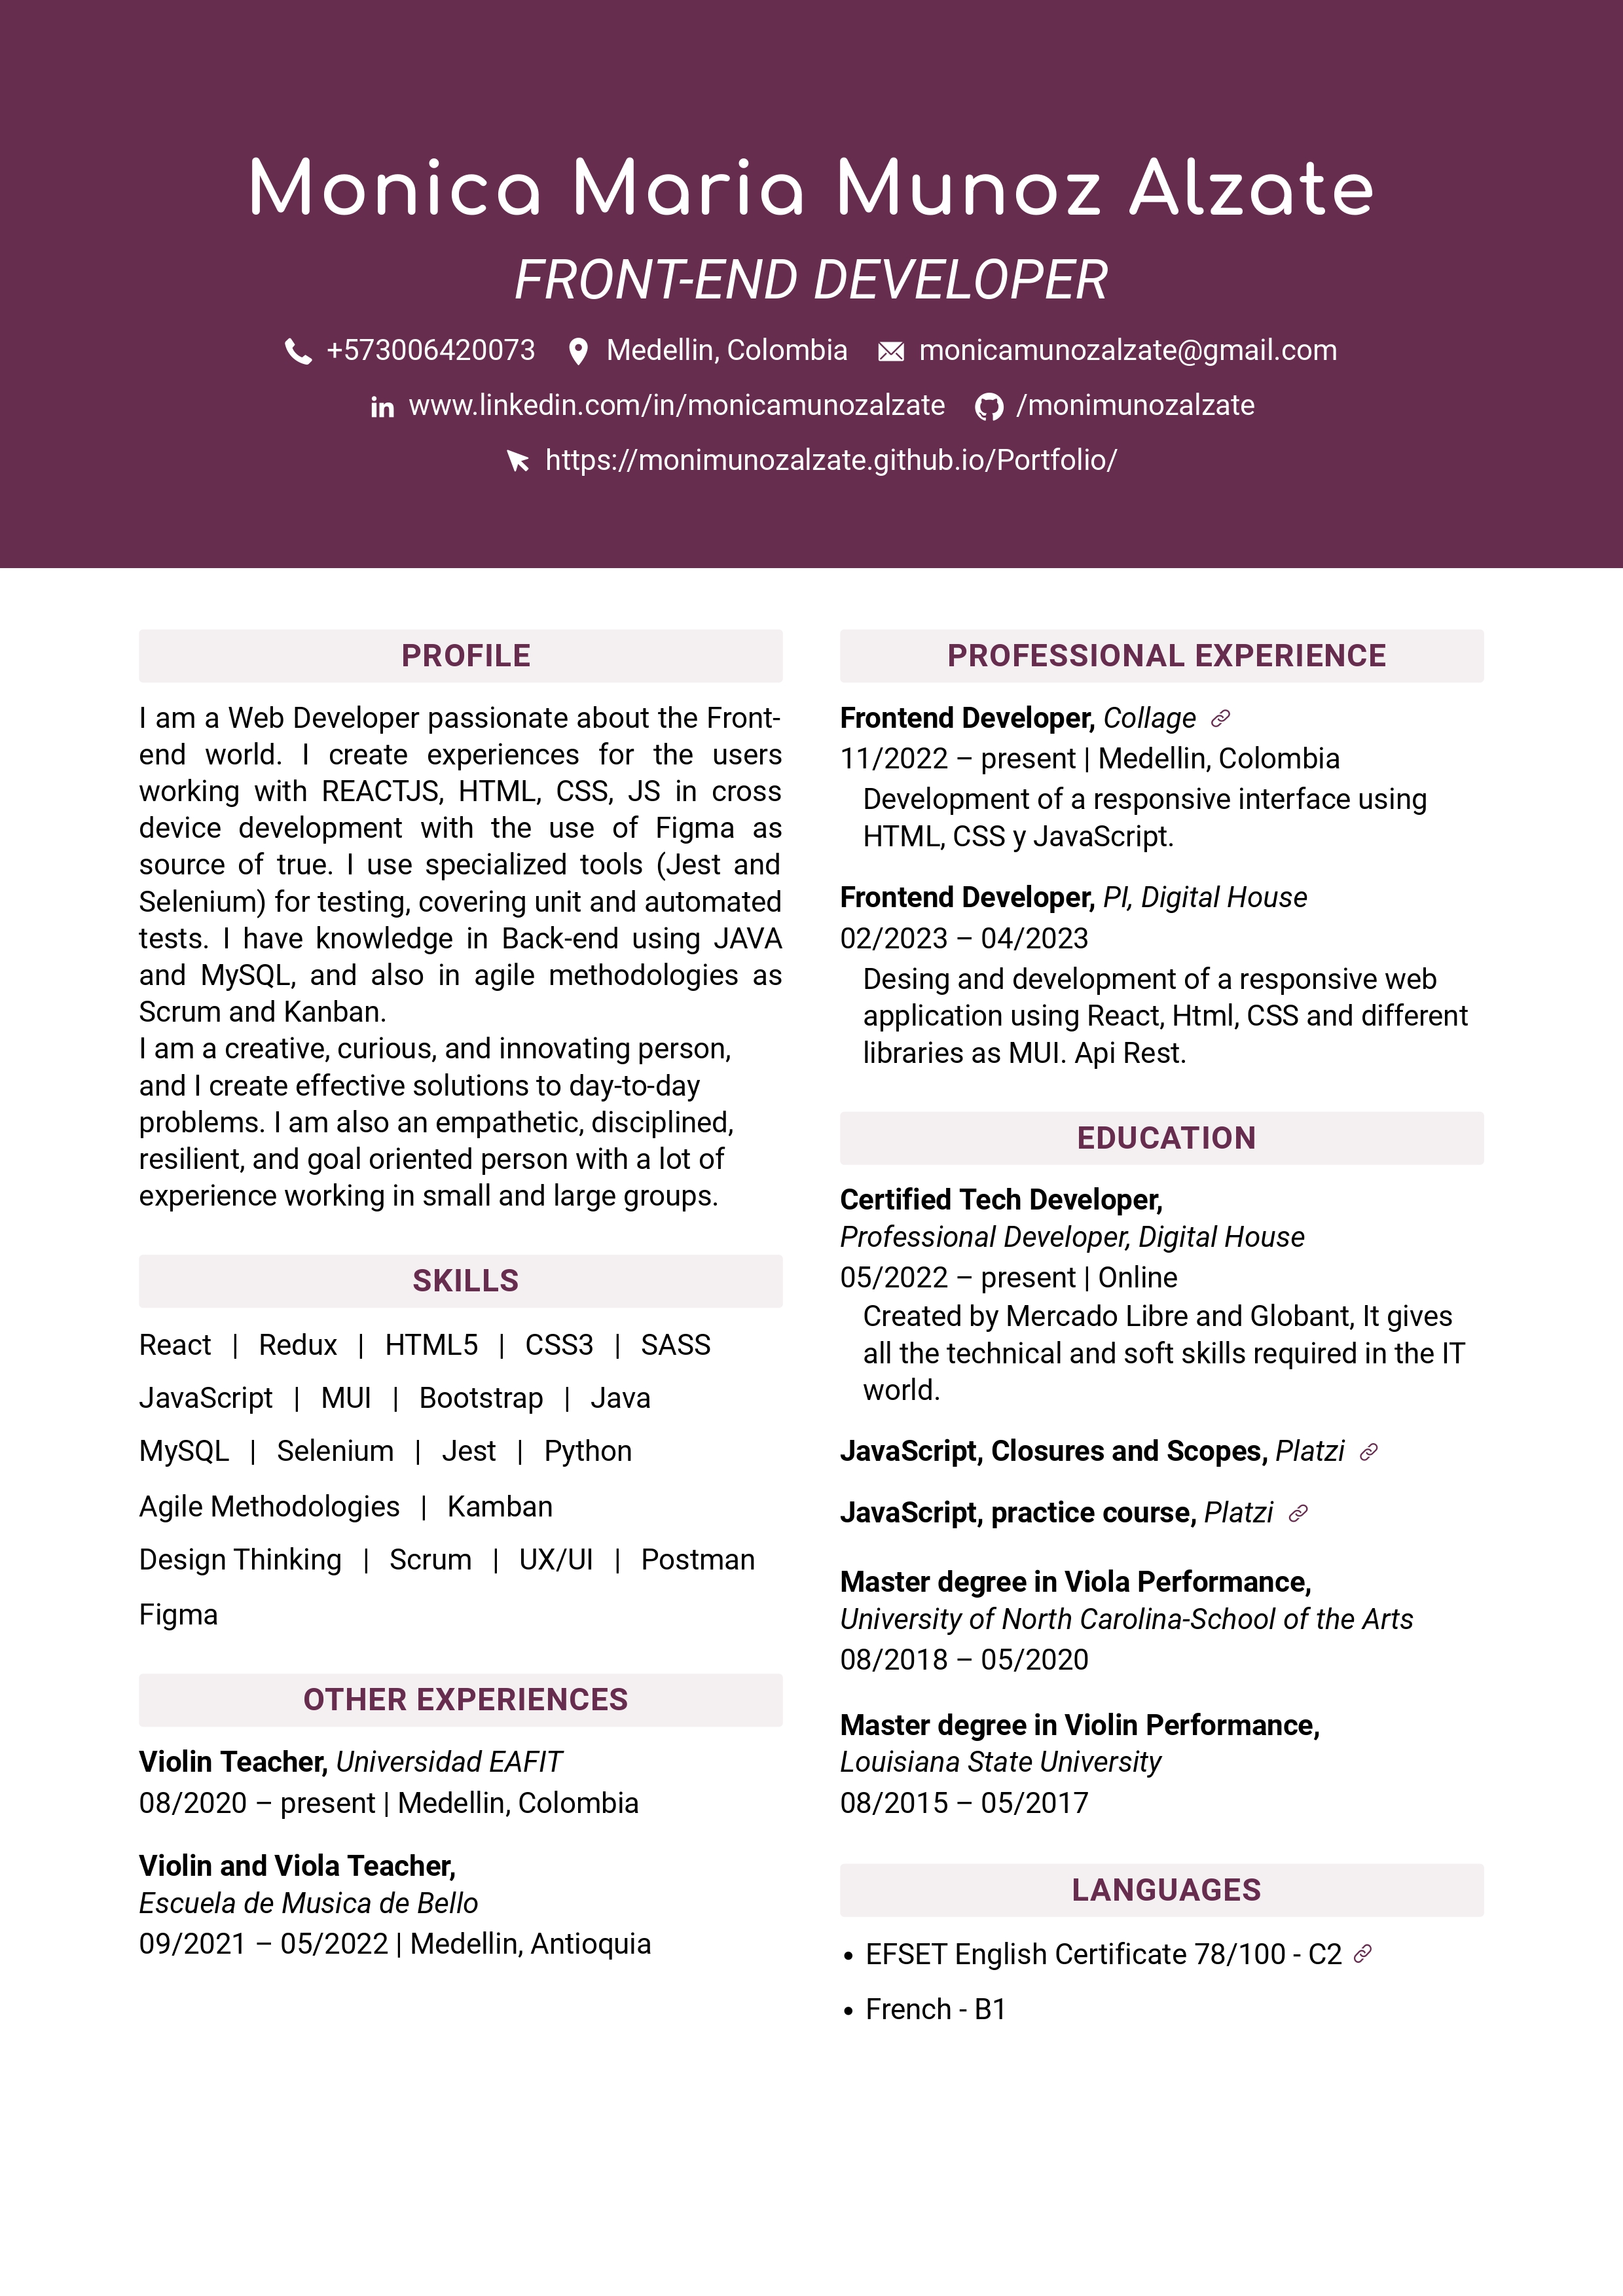 Monica Maria Munoz Alzate
FRONT-END DEVELOPER
+573006420073 Medellin, Colombia monicamunozalzate@gmail.com
www.linkedin.com/in/monicamunozalzate /monimunozalzate
https://monimunozalzate.github.io/Portfolio/
PROFILE
I am a Web Developer passionate about the Front-
end world. I create experiences for the users
working with REACTJS, HTML, CSS, JS in cross
device development with the use of Figma as
source of true. I use specialized tools (Jest and
Selenium) for testing, covering unit and automated
tests. I have knowledge in Back-end using JAVA
and MySQL, and also in agile methodologies as
Scrum and Kanban.
I am a creative, curious, and innovating person,
and I create effective solutions to day-to-day
problems. I am also an empathetic, disciplined,
resilient, and goal oriented person with a lot of
experience working in small and large groups.
SKILLS
React | Redux | HTML5 | CSS3 | SASS
JavaScript | MUI | Bootstrap | Java
MySQL | Selenium | Jest | Python
Agile Methodologies | Kamban
Design Thinking | Scrum | UX/UI | Postman
Figma
OTHER EXPERIENCES
Violin Teacher, Universidad EAFIT
08/2020 – present | Medellin, Colombia
Violin and Viola Teacher,
Escuela de Musica de Bello
09/2021 – 05/2022 | Medellin, Antioquia
PROFESSIONAL EXPERIENCE
Frontend Developer, Collage
11/2022 – present | Medellin, Colombia
Development of a responsive interface using
HTML, CSS y JavaScript.
Frontend Developer, PI, Digital House
02/2023 – 04/2023
Desing and development of a responsive web
application using React, Html, CSS and different
libraries as MUI. Api Rest.
EDUCATION
Certified Tech Developer,
Professional Developer, Digital House
05/2022 – present | Online
Created by Mercado Libre and Globant, It gives
all the technical and soft skills required in the IT
world.
JavaScript, Closures and Scopes, Platzi
JavaScript, practice course, Platzi
Master degree in Viola Performance,
University of North Carolina-School of the Arts
08/2018 – 05/2020
Master degree in Violin Performance,
Louisiana State University
08/2015 – 05/2017
LANGUAGES
• EFSET English Certificate 78/100 - C2
• French - B1